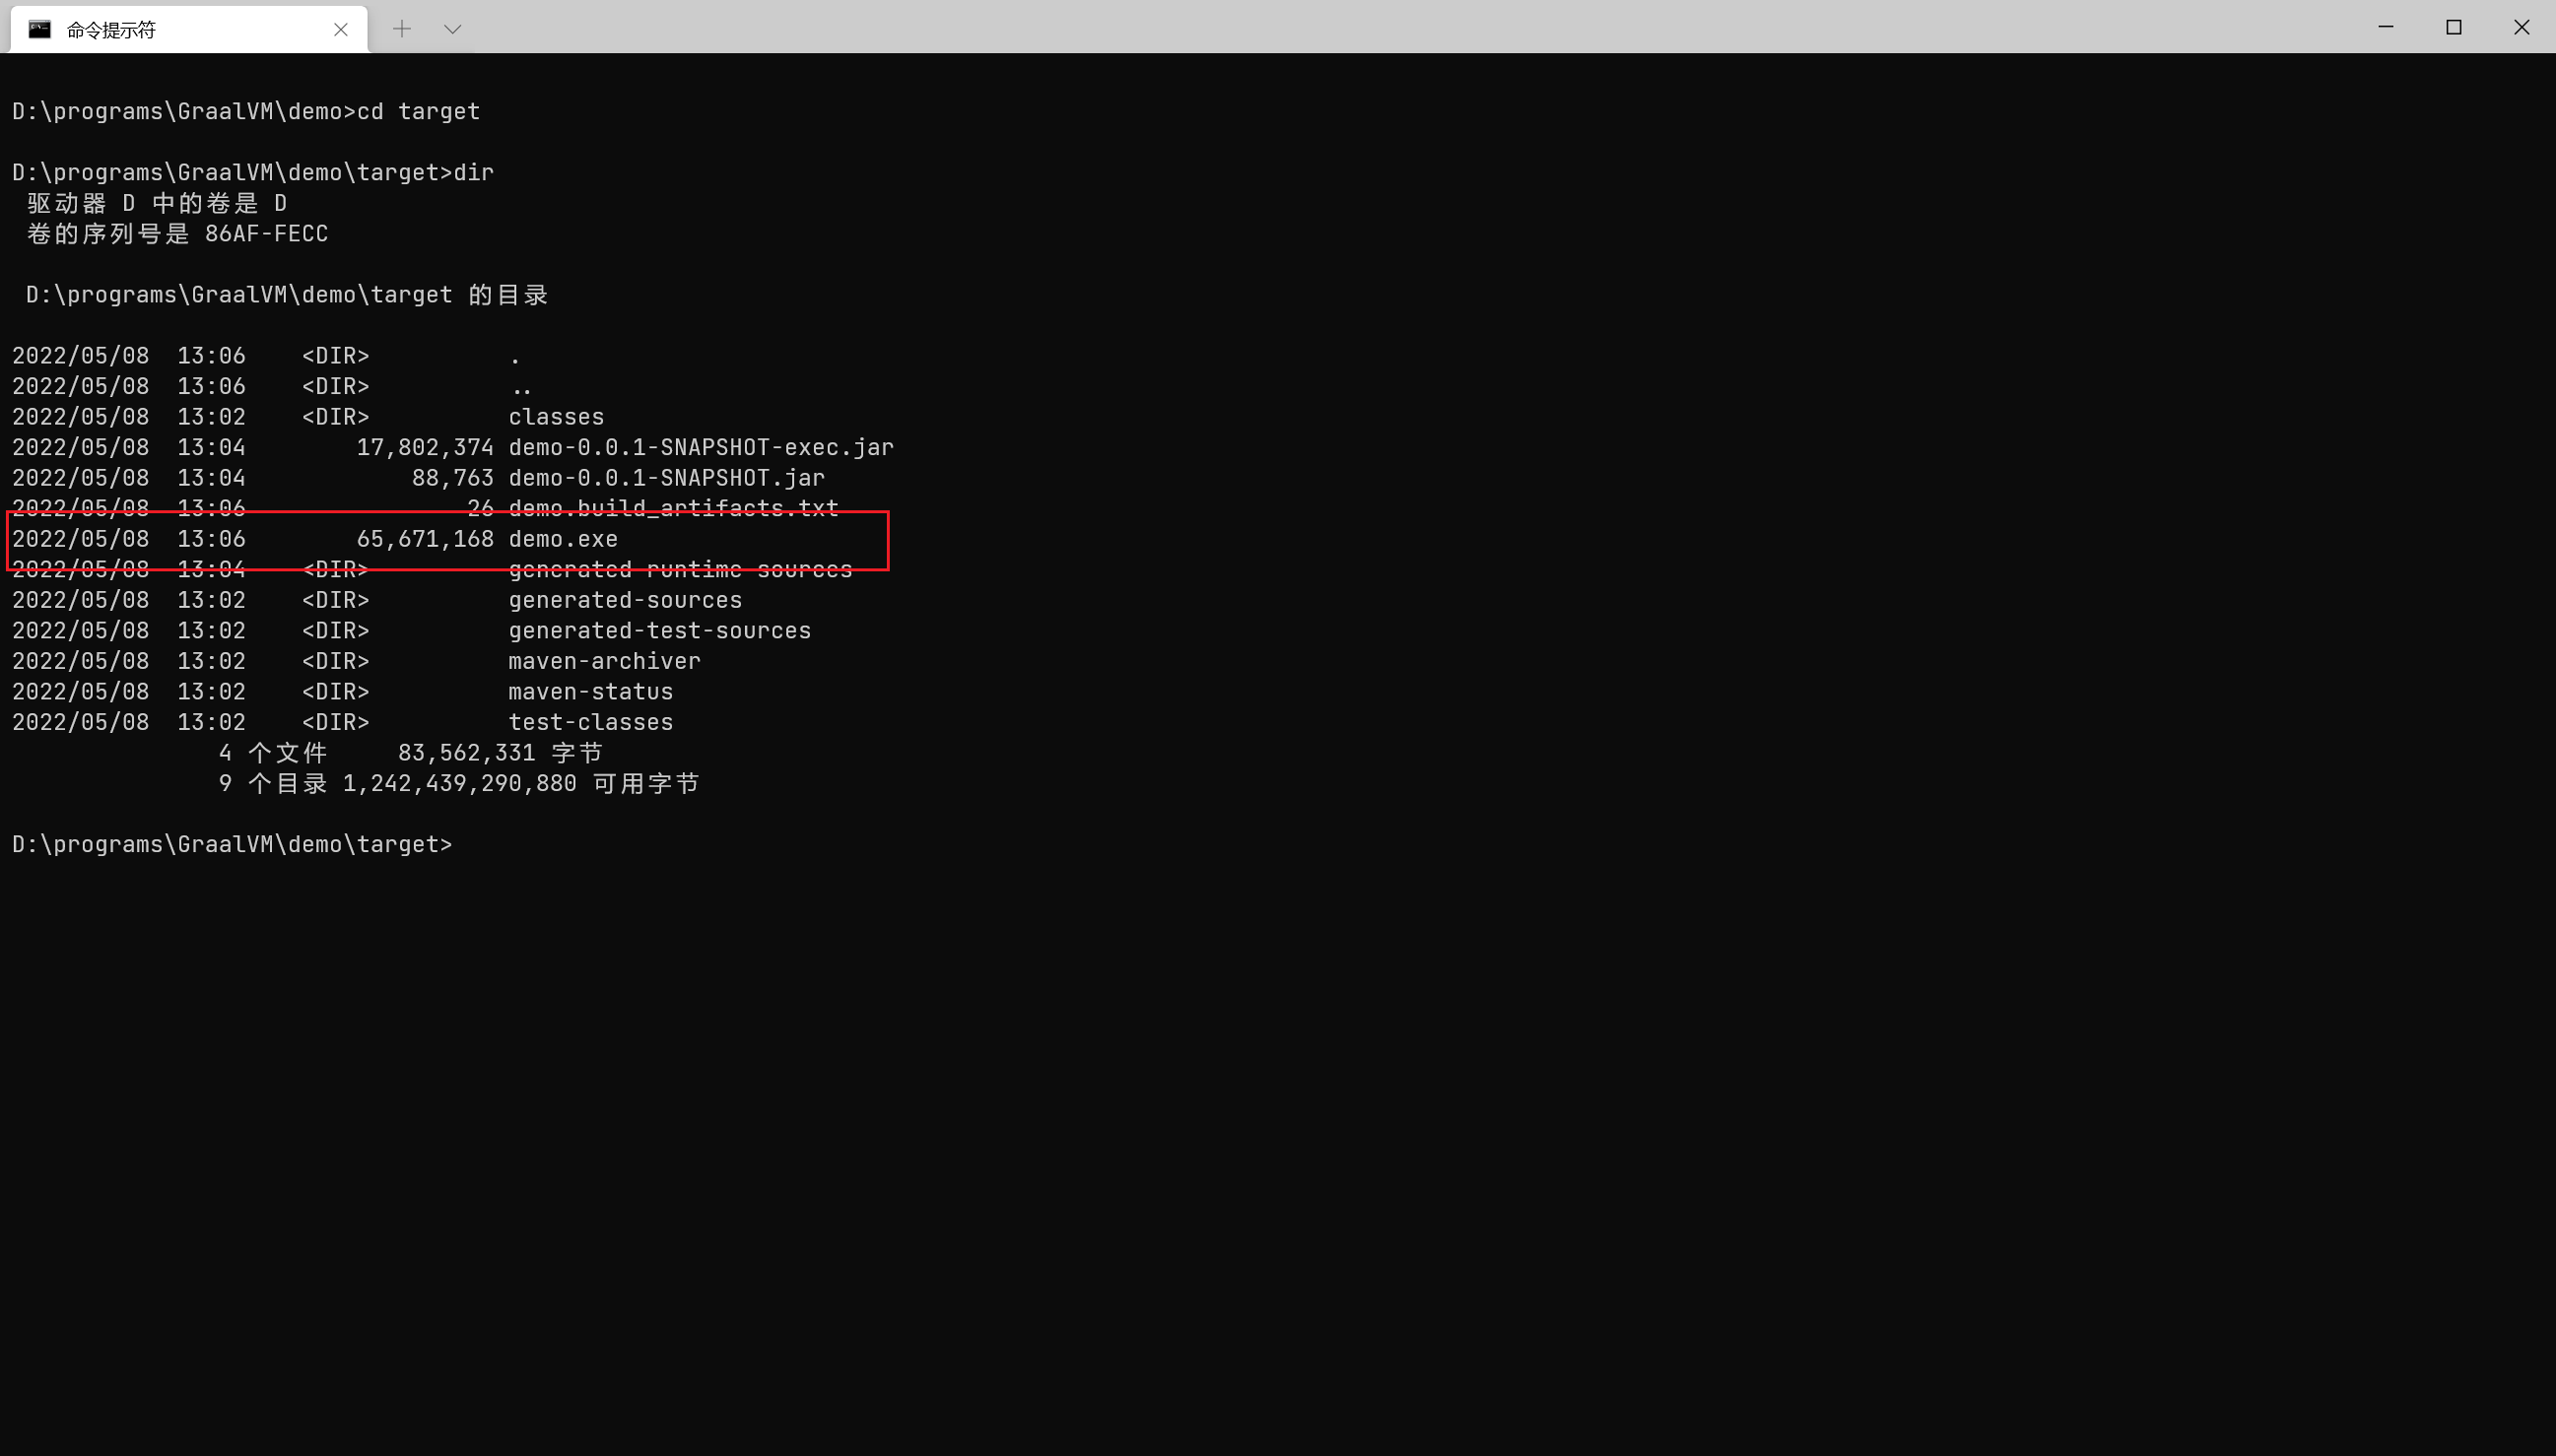 命令提示符
D:\programs\GraalVM\demo>cd target
D:\programs\GraalVM\demo\target>dir
驱动器 D 中的卷是 D
卷的序列号是 86AF-FECC
D:\programs\GraalVM\demo\target 的目录
2022/05/08  13:06    <DIR>          .
2022/05/08  13:06    <DIR>          ..
2022/05/08  13:02    <DIR>          classes
2022/05/08  13:04        17,802,374 demo-0.0.1-SNAPSHOT-exec.jar
2022/05/08  13:04            88,763 demo-0.0.1-SNAPSHOT.jar
2022/05/08  13:06                26 demo.build_artifacts.txt
2022/05/08  13:06        65,671,168 demo.exe
2022/05/08  13:04    <DIR>          generated-runtime-sources
2022/05/08  13:02    <DIR>          generated-sources
2022/05/08  13:02    <DIR>          generated-test-sources
2022/05/08  13:02    <DIR>          maven-archiver
2022/05/08  13:02    <DIR>          maven-status
2022/05/08  13:02    <DIR>          test-classes
4 个文件     83,562,331 字节
9 个目录 1,242,439,290,880 可用字节
D:\programs\GraalVM\demo\target>